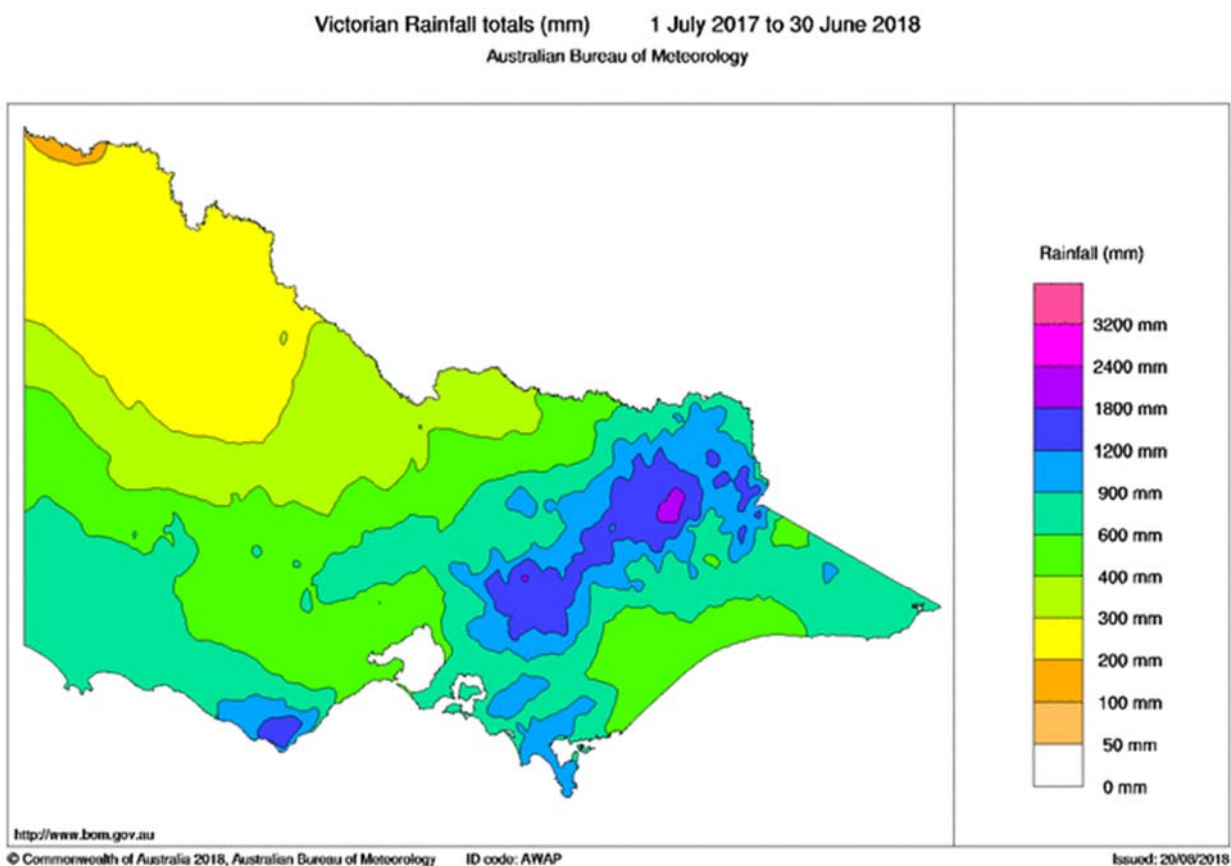 Victorian Rainfall totals (mm) 1 July 2017 to 30 June 2018
Australian Bureau of Meteorology
Rainfall (mm)
3200 mm
2400 mm
1800 mm
1200 mm
900 mm
600 mm
400 mm
300 mm
200 mm
100 mm
50 mm
0 mm
http://www.bom.gov.au
© Commonwealth of Australia 2018, Australian Bureau of Meteorology ID code: AWAP Issued: 20/08/2018